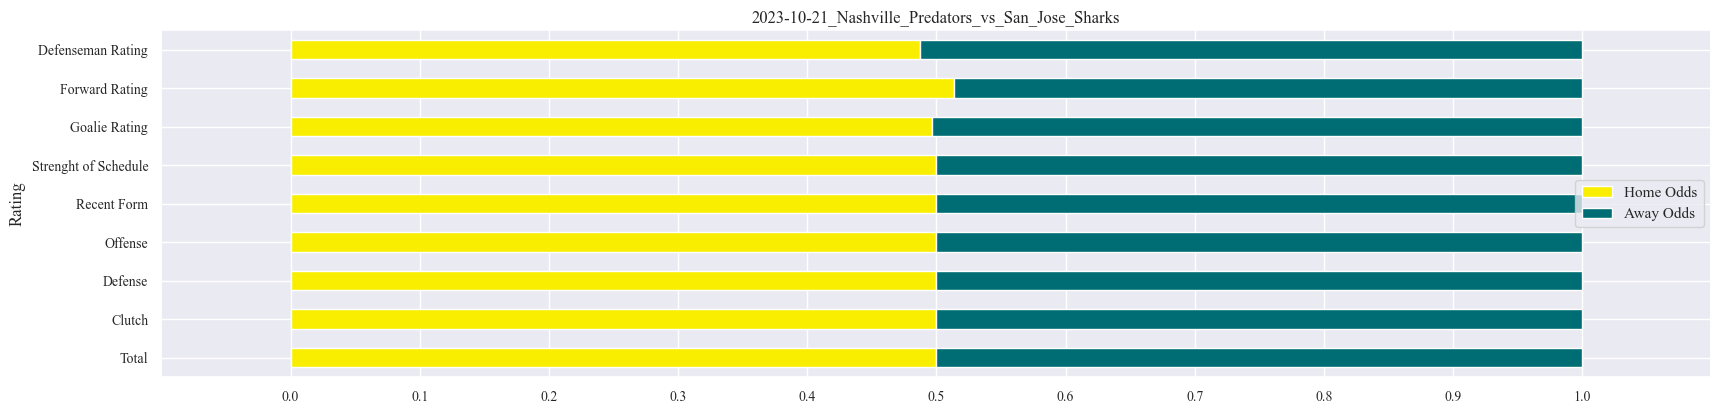 2023-10-21_Nashville_Predators_vs_San_Jose_Sharks
Defenseman Rating
Forward Rating
Goalie Rating
Strenght of Schedule
Recent Form
Offense
Defense
Clutch
Total
Rating
Home Odds
Away Odds
0.0 0.1 0.2 0.3 0.4 0.5 0.6 0.7 0.8 0.9 1.0